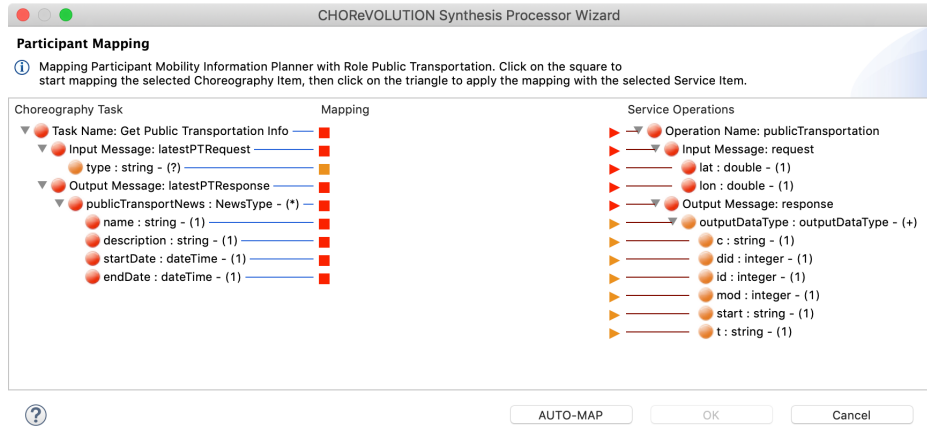 CHOReVOLUTION Synthesis Processor Wizard
Participant Mapping
Mapping Participant Mobility Information Planner with Role Public Transportation. Click on the square to
start mapping the selected Choreography Item, then click on the triangle to apply the mapping with the selected Service Item.
Choreography Task
Mapping
Service Operations
Task Name: Get Public Transportation Info
Input Message: latestPTRequest
type : string - (?)
Output Message: latestPTResponse
publicTransportNews : NewsType - (*)
name : string - (1)
description : string - (1)
startDate : dateTime - (1)
endDate : dateTime - (1)
Operation Name: publicTransportation
Input Message: request
lat : double - (1)
lon : double - (1)
Output Message: response
outputDataType : outputDataType - (+)
c : string - (1)
did : integer - (1)
id : integer - (1)
mod : integer - (1)
start : string - (1)
t : string - (1)
?
AUTO-MAP
OK
Cancel